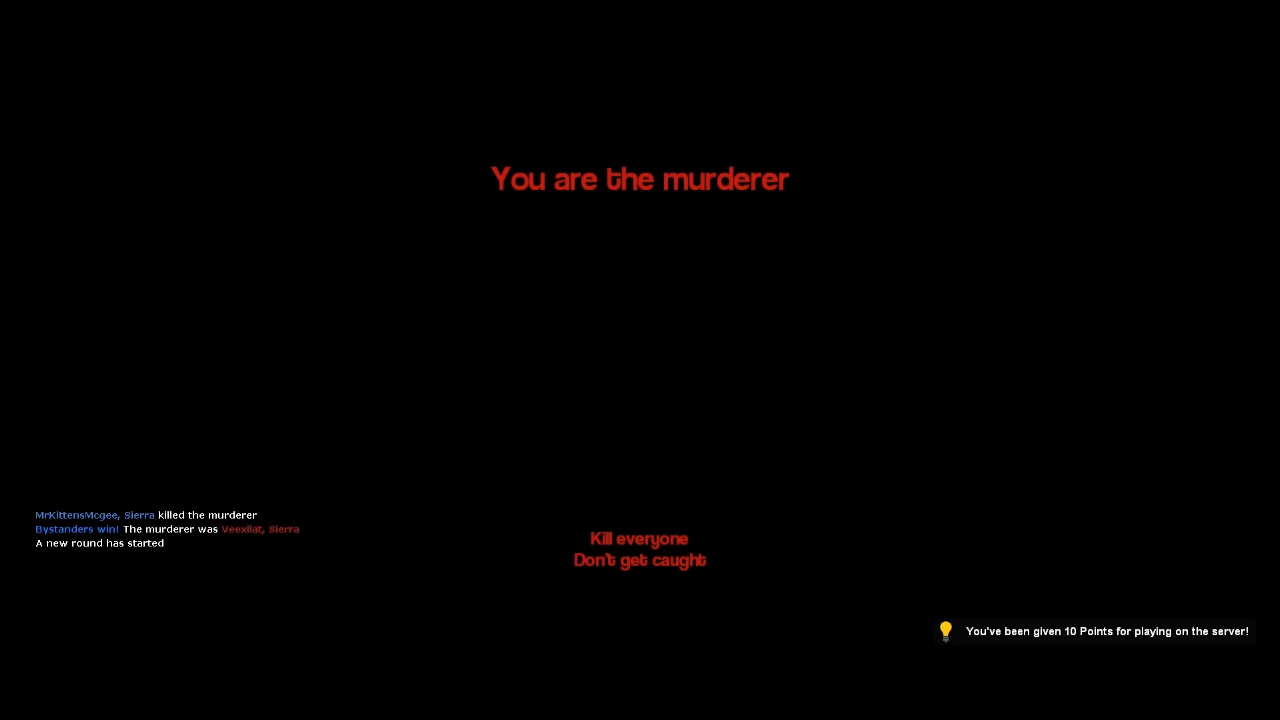 You are the murderer
MrKittensMcgee, Sierra killed the murderer
Bystanders win! The murderer was Veexliat, Sierra
A new round has started
Kill everyone
Don't get caught
You've been given 10 Points for playing on the server!